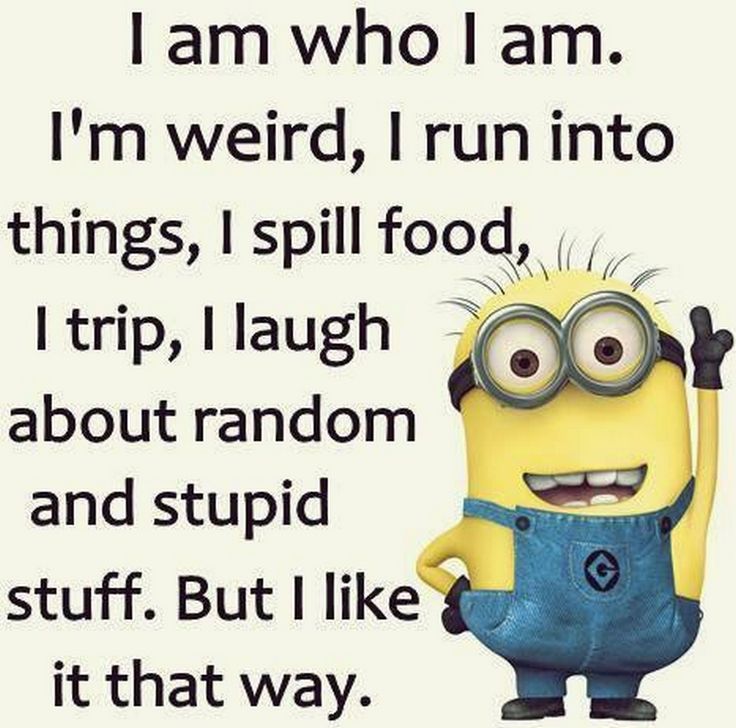 I am who I am.
I'm weird, I run into
things, I spill food,
I trip, I laugh
about random
and stupid
stuff. But I like
it that way.
G